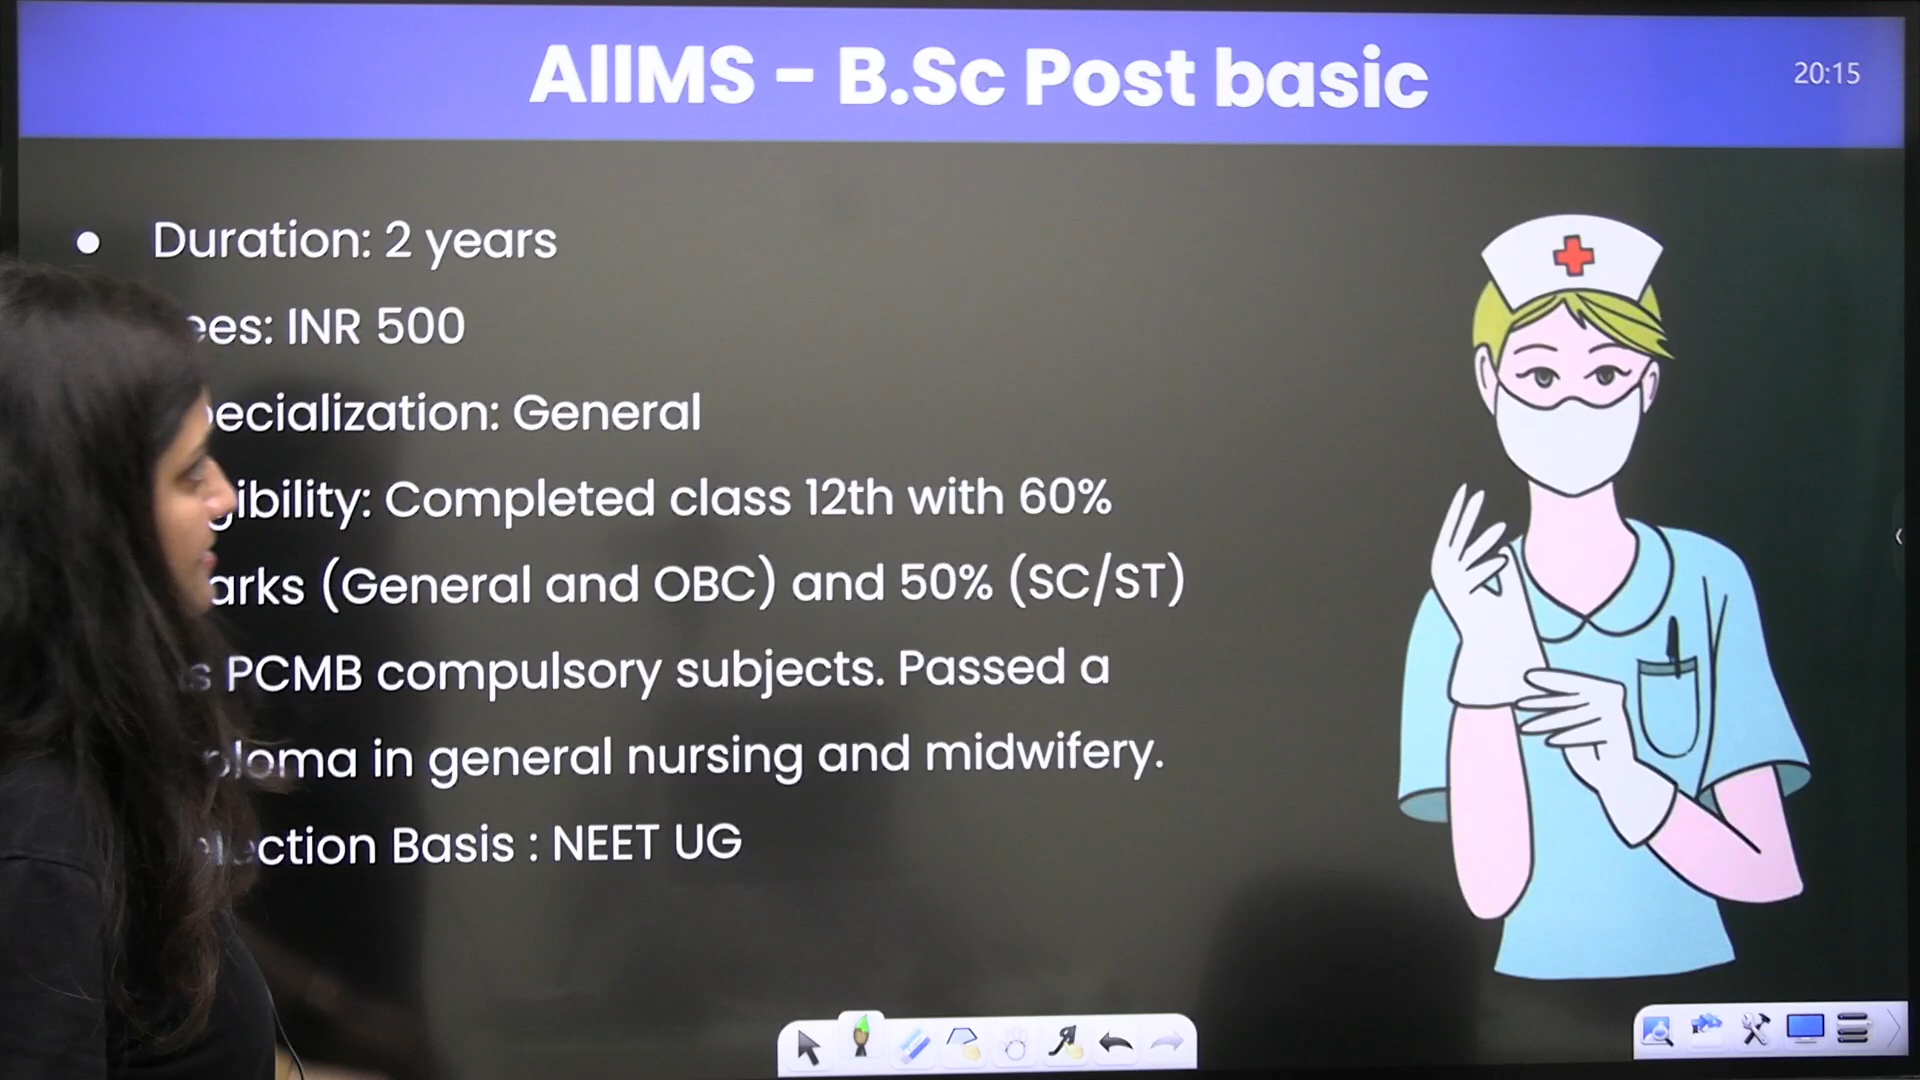 AIIMS - B.Sc Post basic
20:15
• Duration: 2 years
INR 500
General
Completed class 12th with 60%
(General and OBC) and 50% (SC/ST)
PCMB compulsory subjects. Passed a
in general nursing and midwifery.
Basis : NEET UG